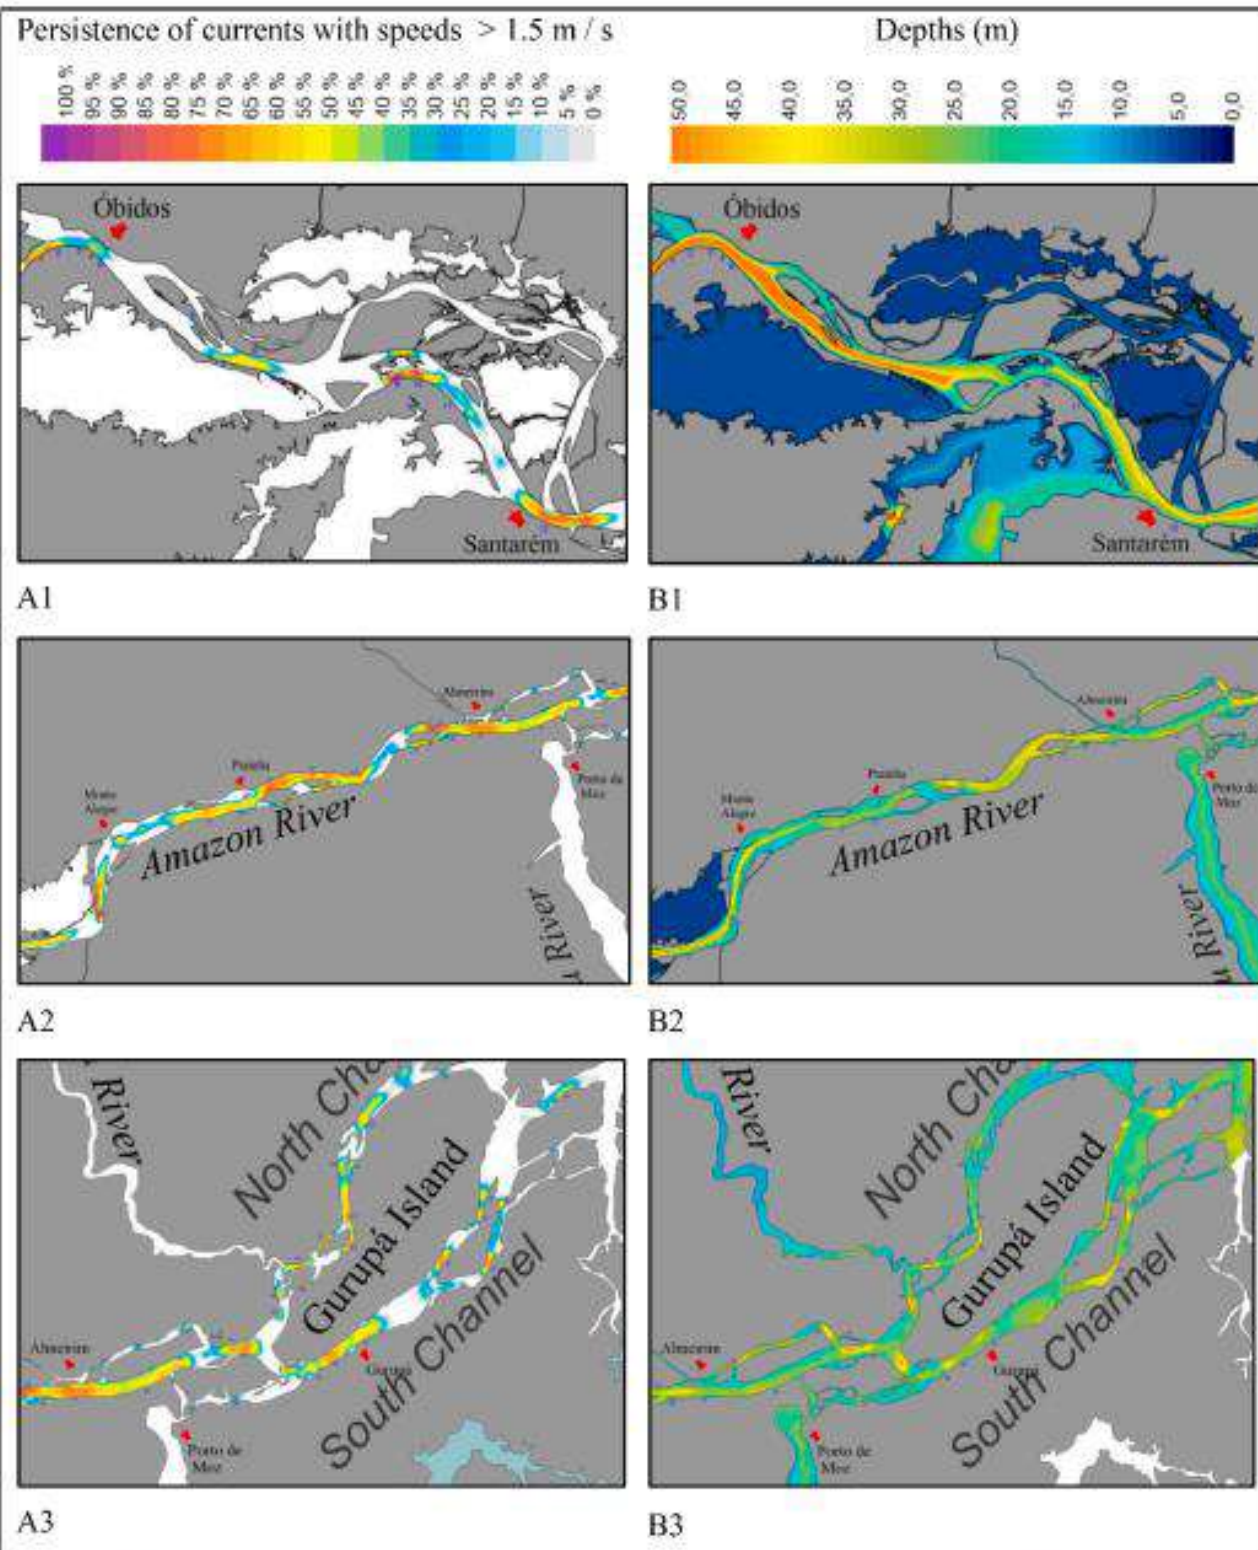 Persistence of currents with speeds > 1.5 m / s
Depths (m)
100 %
95 %
90 %
85 %
80 %
75 %
70 %
65 %
60 %
55 %
50 %
45 %
40 %
35 %
30 %
25 %
20 %
15 %
10 %
5 %
0 %
50,0
45,0
40,0
35,0
30,0
25,0
20,0
15,0
10,0
5,0
0,0
Óbidos
Santarém
Óbidos
Santarém
A1
B1
Almeirim
Prainha
Monte
Alegre
Porto de
Moz
Amazon River
u River
Almeirim
Prainha
Monte
Alegre
Porto de
Moz
Amazon River
u River
A2
B2
River
North Cha
Gurupá Island
South Channel
Almeirim
Gurupá
Porto de
Moz
River
North Cha
Gurupá Island
South Channel
Almeirim
Gurupá
Porto de
Moz
A3
B3